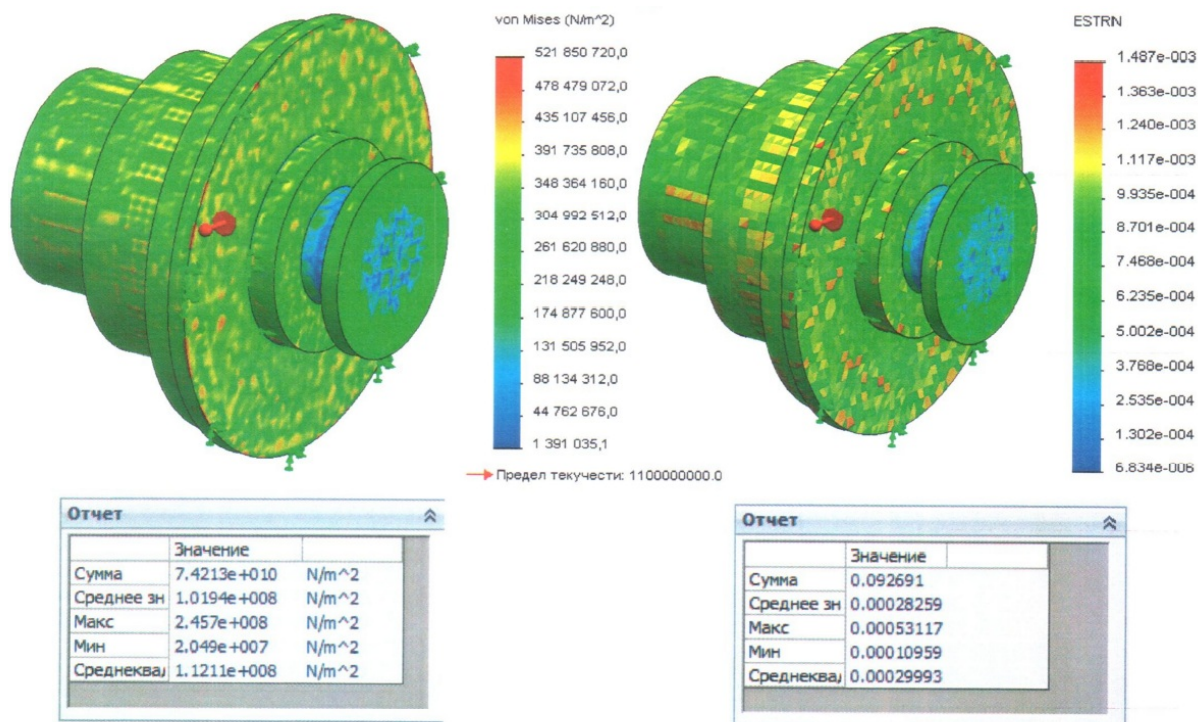 von Mises (N/m^2)
521 850 720,0
478 479 072,0
435 107 456,0
391 735 808,0
348 364 160,0
304 992 512,0
261 620 880,0
218 249 248,0
174 877 600,0
131 505 952,0
88 134 312,0
44 762 676,0
1 391 035,1
Предел текучести: 1100000000.0
ESTRN
1.487e-003
1.363e-003
1.240e-003
1.117e-003
9.935e-004
8.701e-004
7.468e-004
6.235e-004
5.002e-004
3.768e-004
2.535e-004
1.302e-004
6.834e-006
Отчет
Значение
Сумма 7.4213e+010 N/m^2
Среднее зн 1.0194e+008 N/m^2
Макс 2.457e+008 N/m^2
Мин 2.049e+007 N/m^2
Среднеквад 1.1211e+008 N/m^2
Отчет
Значение
Сумма 0.092691
Среднее зн 0.00028259
Макс 0.00053117
Мин 0.00010959
Среднеквад 0.00029993